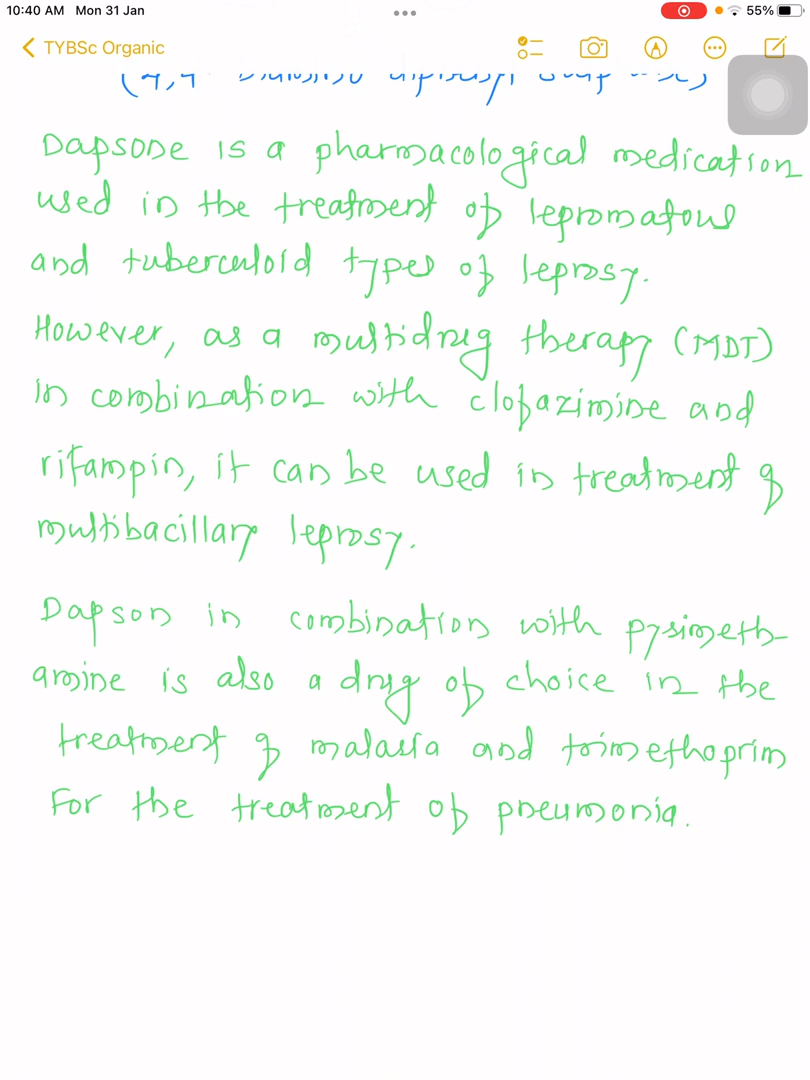 10:40 AM Mon 31 Jan
55%
TYBSc Organic
(4,4
Dapsone is a pharmacological medication
used in the treatment of lepromatous
and tuberculoid types of leprosy.
However, as a multidrug therapy (MDT)
in combination with clofazimine and
rifampin, it can be used in treatment of
multibacillary leprosy.
Dapson in combination with pyrimeth-
amine is also a drug of choice in the
treatment of malaria and trimethoprim
For the treatment of pneumonia.